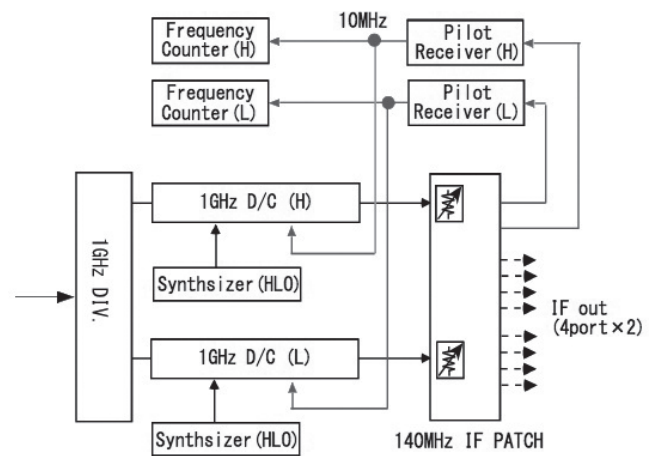 Frequency
Counter(H)
10MHz
Pilot
Receiver(H)
Frequency
Counter(L)
Pilot
Receiver(L)
1GHz DIV.
1GHz D/C (H)
Synthsizer(HLO)
1GHz D/C (L)
Synthsizer(HLO)
IF out
(4port×2)
140MHz IF PATCH